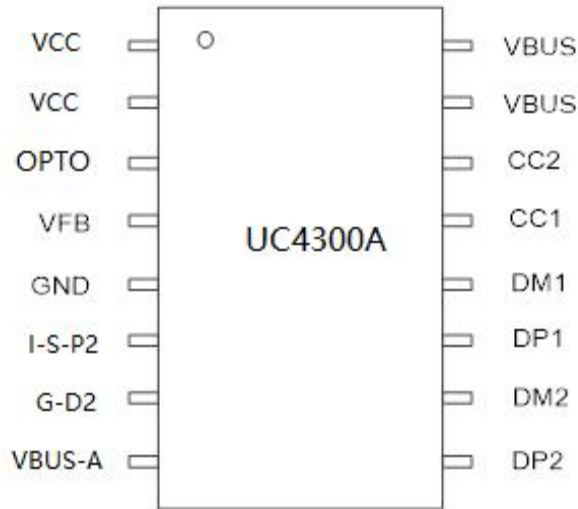 VCC VBUS
VCC VBUS
OPTO CC2
VFB CC1
UC4300A
GND DM1
I-S-P2 DP1
G-D2 DM2
VBUS-A DP2